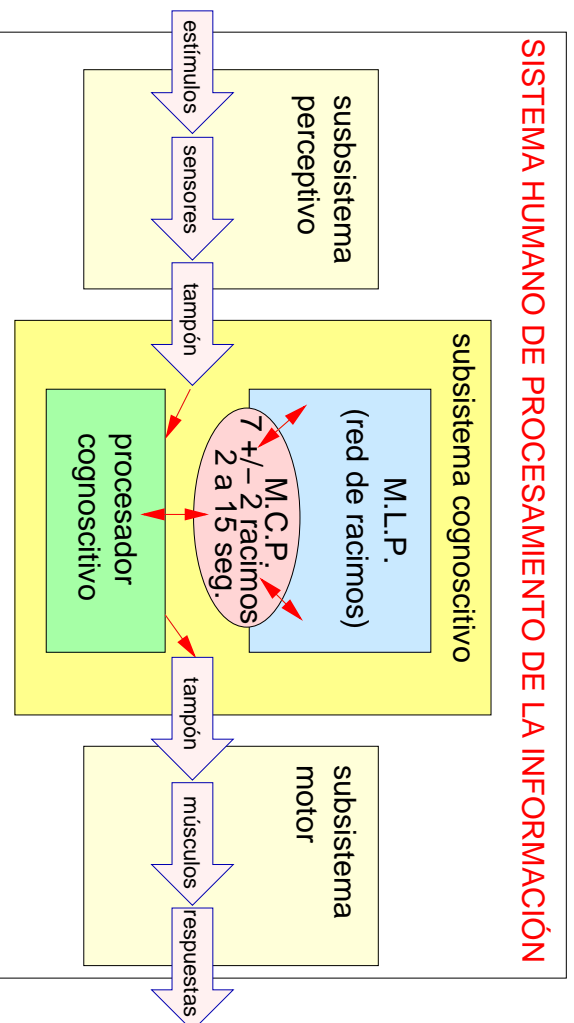 SISTEMA HUMANO DE PROCESAMIENTO DE LA INFORMACIÓN
susbsistema
perceptivo
subsistema cognoscitivo
subsistema
motor
M.L.P.
(red de racimos)
M.C.P.
7 +/− 2 racimos
2 a 15 seg.
procesador
cognoscitivo
estímulos
sensores
tampón
tampón
músculos
respuestas